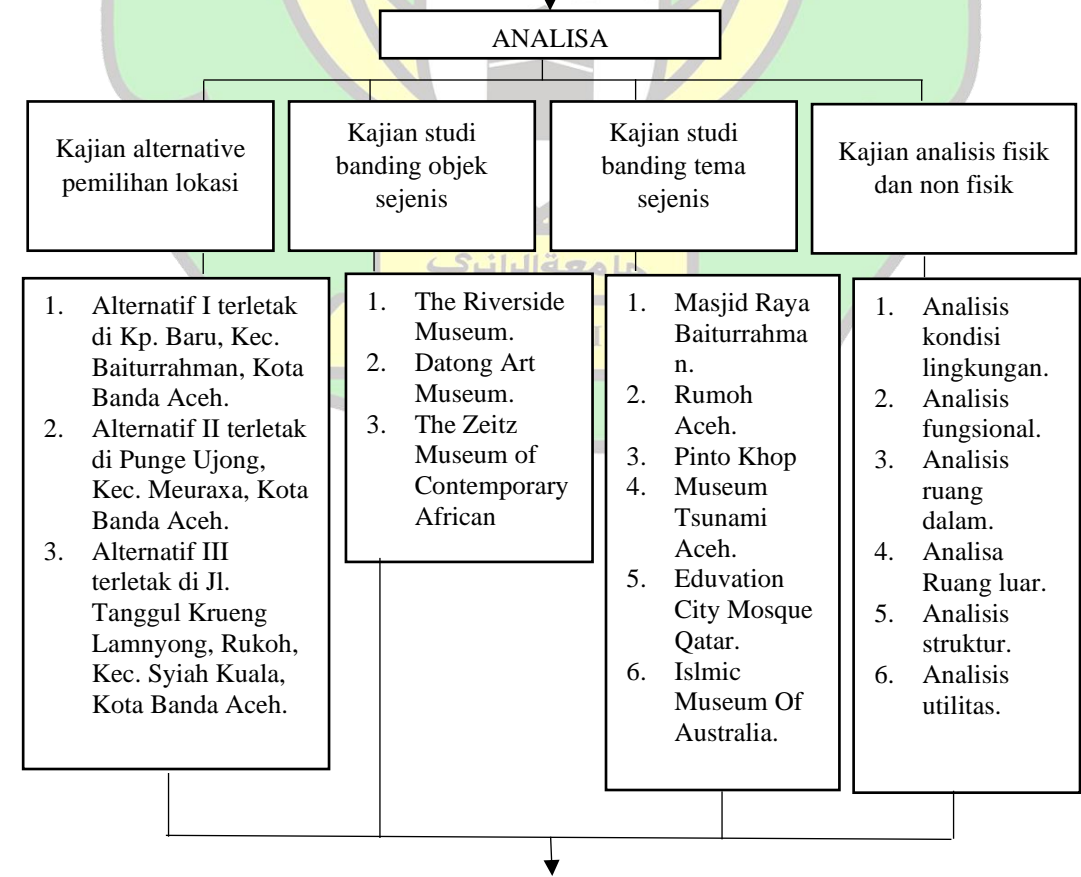 ANALISA
Kajian alternative
pemilihan lokasi
Kajian studi
banding objek
sejenis
Kajian studi
banding tema
sejenis
Kajian analisis fisik
dan non fisik
1. Alternatif I terletak
di Kp. Baru, Kec.
Baiturrahman, Kota
Banda Aceh.
2. Alternatif II terletak
di Punge Ujong,
Kec. Meuraxa, Kota
Banda Aceh.
3. Alternatif III
terletak di Jl.
Tanggul Krueng
Lamnyong, Rukoh,
Kec. Syiah Kuala,
Kota Banda Aceh.
1. The Riverside
Museum.
2. Datong Art
Museum.
3. The Zeitz
Museum of
Contemporary
African
1. Masjid Raya
Baiturrahma
n.
2. Rumoh
Aceh.
3. Pinto Khop
4. Museum
Tsunami
Aceh.
5. Eduvation
City Mosque
Qatar.
6. Islmic
Museum Of
Australia.
1. Analisis
kondisi
lingkungan.
2. Analisis
fungsional.
3. Analisis
ruang
dalam.
4. Analisa
Ruang luar.
5. Analisis
struktur.
6. Analisis
utilitas.